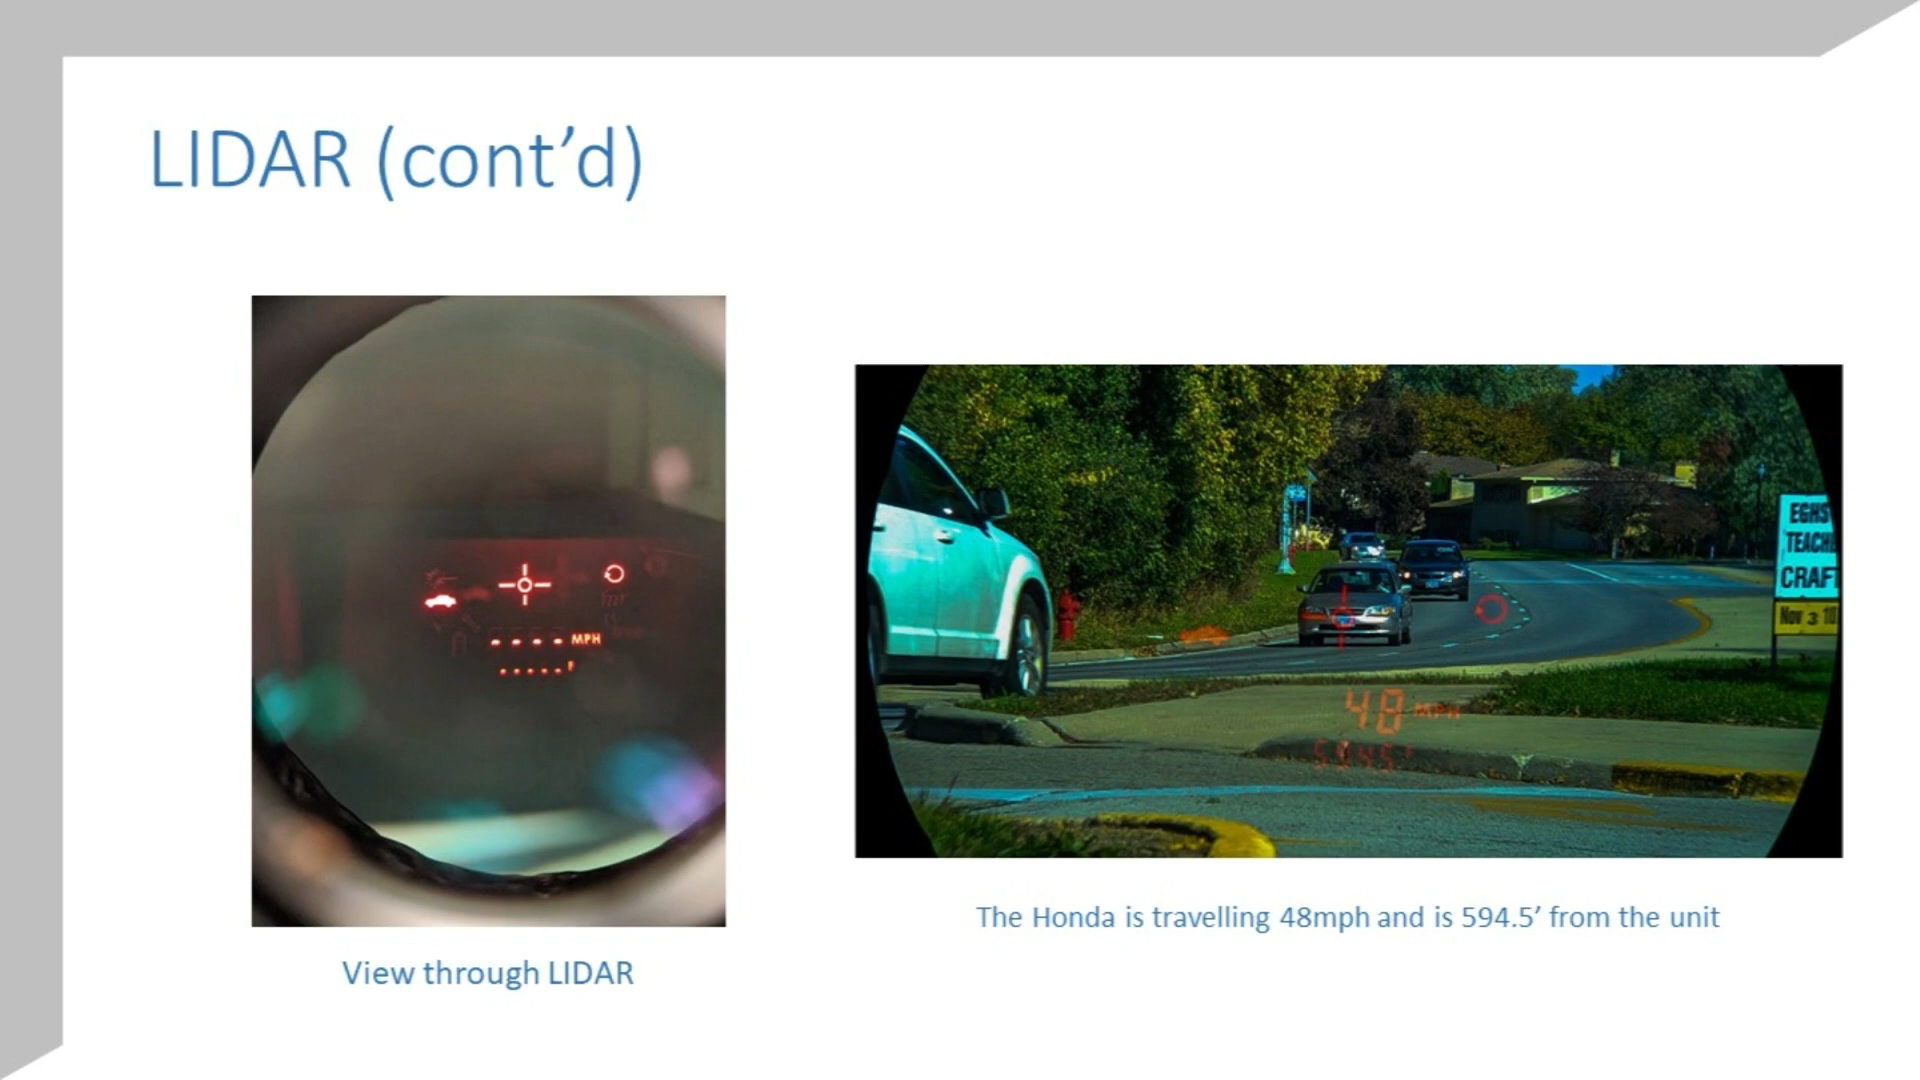 LIDAR (cont’d)
MPH
View through LIDAR
EGHS
TEACH
CRAFT
Nov 3 10
48 MPH
594.5'
The Honda is travelling 48mph and is 594.5’ from the unit